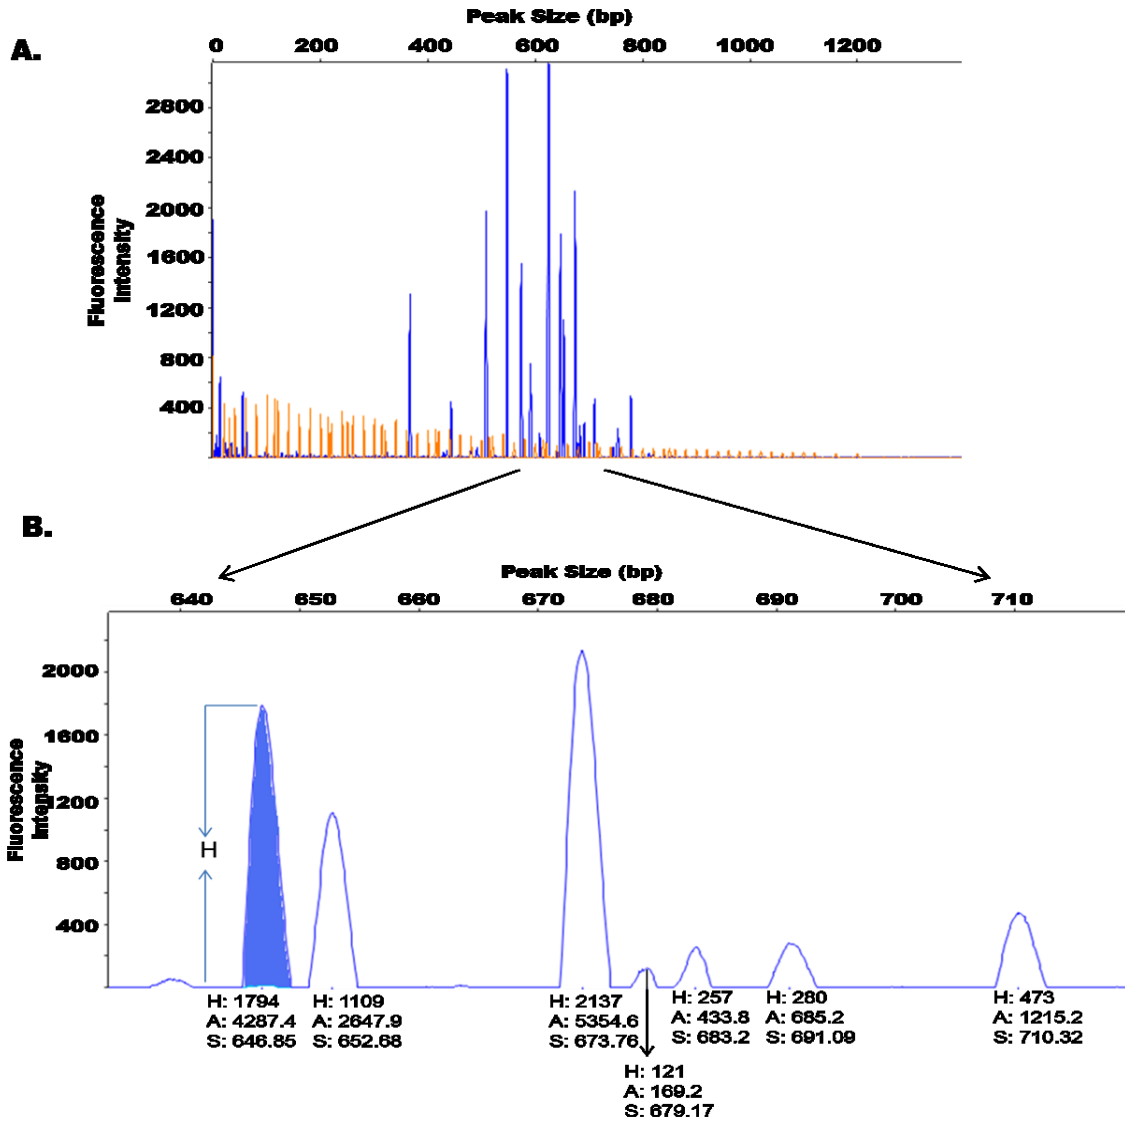 Peak Size (bp)
A.
0 200 400 600 800 1000 1200
2800
2400
2000
1600
1200
800
400
Fluorescence
Intensity
B.
Peak Size (bp)
640 650 660 670 680 690 700 710
2000
1600
1200
800
400
Fluorescence
Intensity
H
H: 1794
A: 4287.4
S: 646.85
H: 1109
A: 2647.9
S: 652.68
H: 2137
A: 5354.6
S: 673.76
H: 121
A: 169.2
S: 679.17
H: 257
A: 433.8
S: 683.2
H: 280
A: 685.2
S: 691.09
H: 473
A: 1215.2
S: 710.32